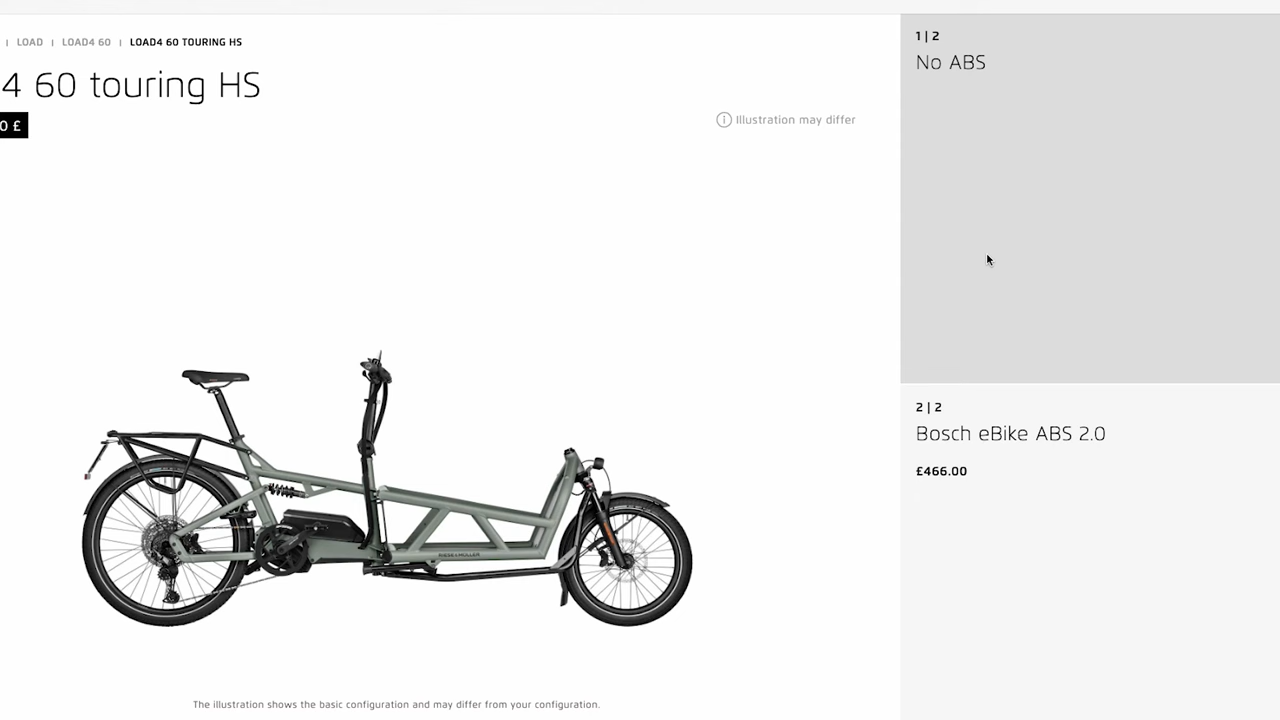 | LOAD | LOAD4 60 | LOAD4 60 TOURING HS
4 60 touring HS
0 £
Illustration may differ
RIESE & MÜLLER
The illustration shows the basic configuration and may differ from your configuration.
1 | 2
No ABS
2 | 2
Bosch eBike ABS 2.0
£466.00